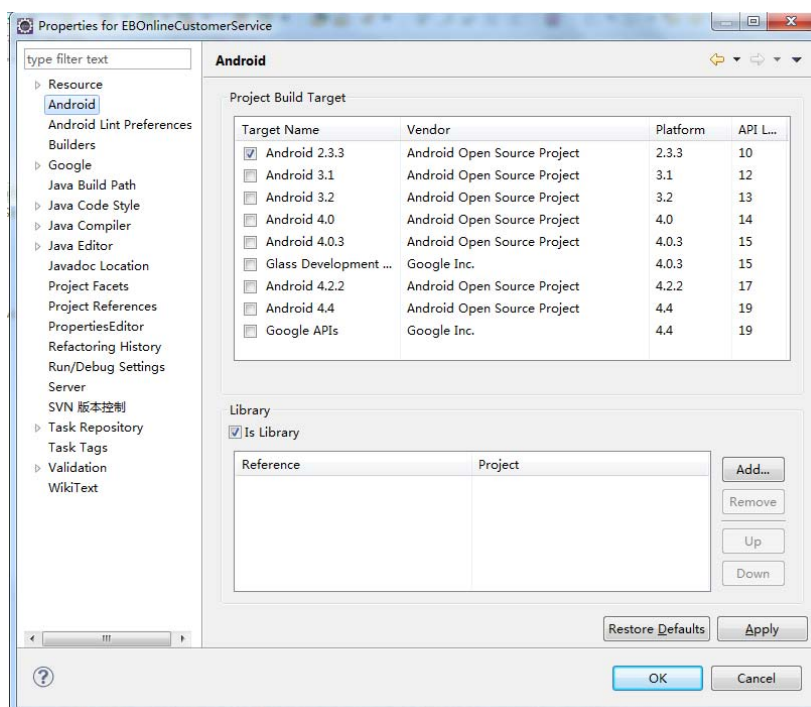 Properties for EBOnlineCustomerService
type filter text
Resource
Android
Android Lint Preferences
Builders
Google
Java Build Path
Java Code Style
Java Compiler
Java Editor
Javadoc Location
Project Facets
Project References
PropertiesEditor
Refactoring History
Run/Debug Settings
Server
SVN 版本控制
Task Repository
Task Tags
Validation
WikiText
Android
Project Build Target
Target Name Vendor Platform API L...
Android 2.3.3 Android Open Source Project 2.3.3 10
Android 3.1 Android Open Source Project 3.1 12
Android 3.2 Android Open Source Project 3.2 13
Android 4.0 Android Open Source Project 4.0 14
Android 4.0.3 Android Open Source Project 4.0.3 15
Glass Development ... Google Inc. 4.0.3 15
Android 4.2.2 Android Open Source Project 4.2.2 17
Android 4.4 Android Open Source Project 4.4 19
Google APIs Google Inc. 4.4 19
Library
Is Library
Reference Project
Add...
Remove
Up
Down
Restore Defaults Apply
OK Cancel